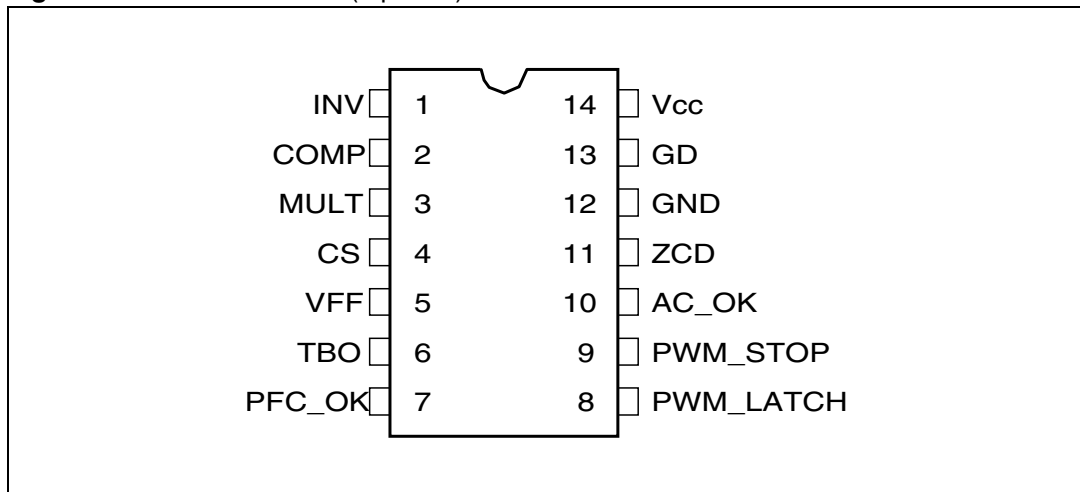 INV 1 14 Vcc
COMP 2 13 GD
MULT 3 12 GND
CS 4 11 ZCD
VFF 5 10 AC_OK
TBO 6 9 PWM_STOP
PFC_OK 7 8 PWM_LATCH